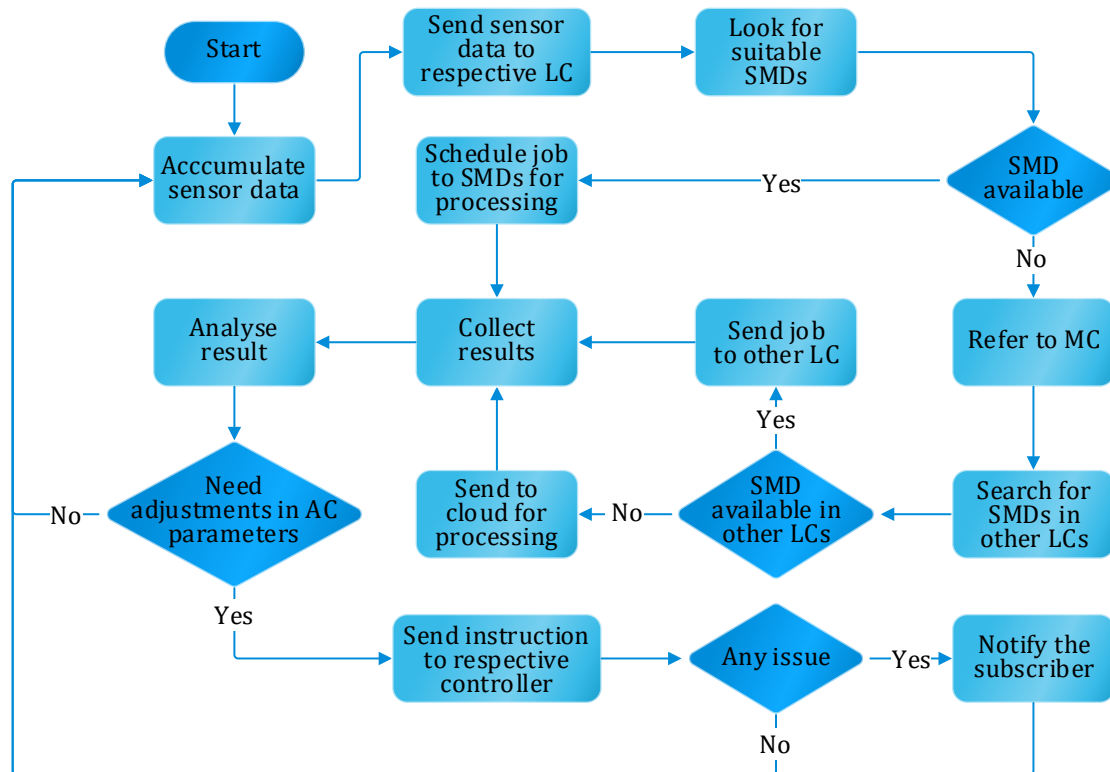 Start
Send sensor
data to
respective LC
Look for
suitable
SMDs
Acccumulate
sensor data
Schedule job
to SMDs for
processing
Yes
SMD
available
No
Analyse
result
Collect
results
Send job
to other LC
Refer to MC
Yes
Need
adjustments in AC
parameters
No
Send to
cloud for
processing
No
SMD
available in
other LCs
Search for
SMDs in
other LCs
Yes
Send instruction
to respective
controller
Any issue
Yes
Notify the
subscriber
No